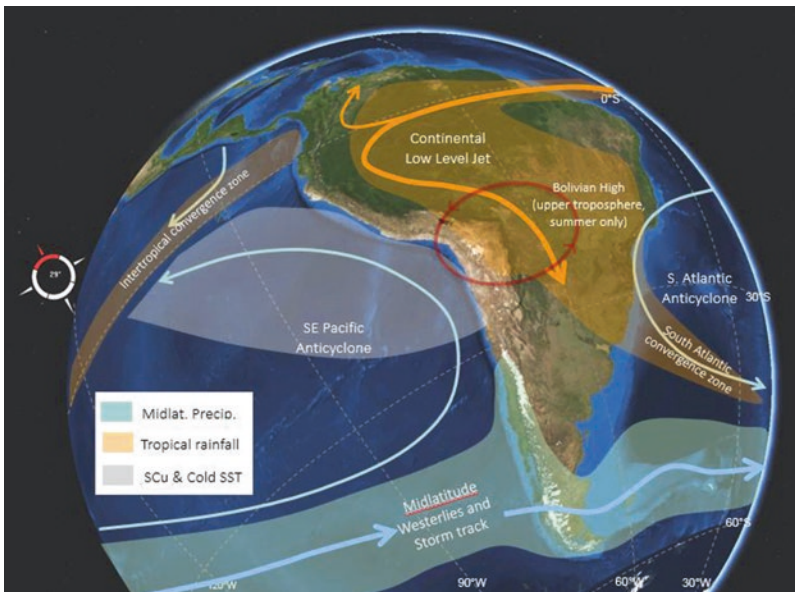 0°S
Continental
Low Level Jet
Bolivian High
(upper troposphere,
summer only)
Intertropical convergence zone
29°
S. Atlantic
Anticyclone
30°S
SE Pacific
Anticyclone
South Atlantic
convergence zone
Midlat. Precip.
Tropical rainfall
SCu & Cold SST
Midlatitude
Westerlies and
Storm track
60°S
120°W
90°W
60°W
30°W